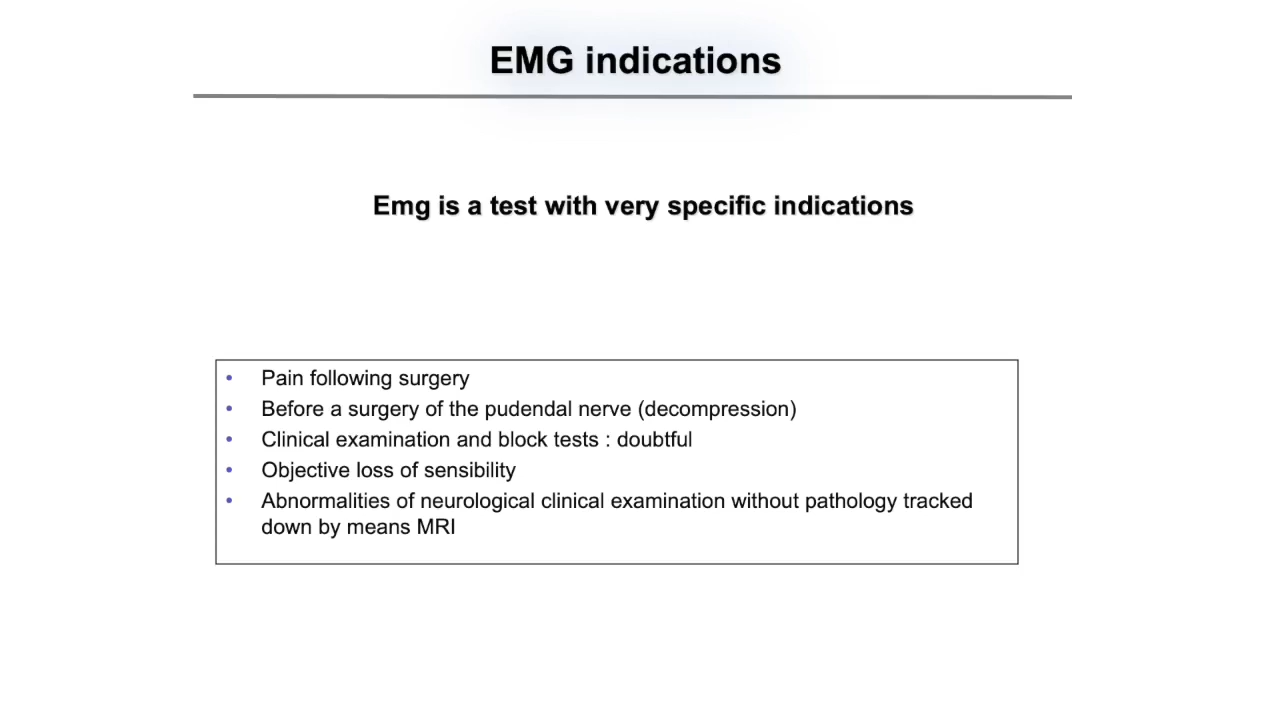 EMG indications
Emg is a test with very specific indications
• Pain following surgery
• Before a surgery of the pudendal nerve (decompression)
• Clinical examination and block tests : doubtful
• Objective loss of sensibility
• Abnormalities of neurological clinical examination without pathology tracked
down by means MRI